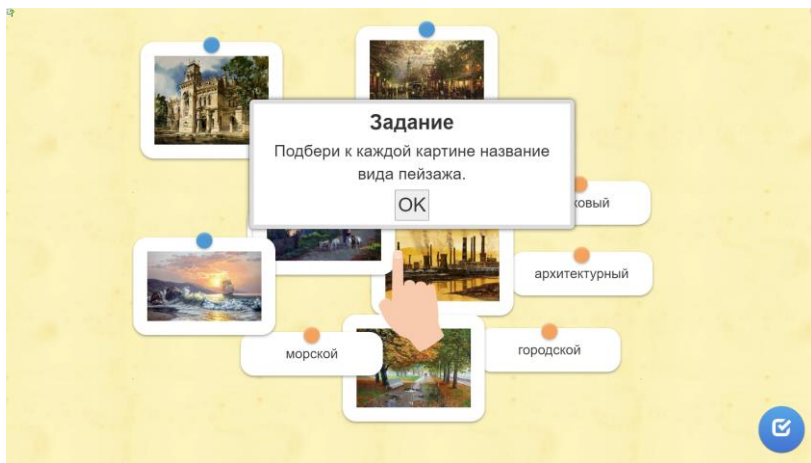 Задание
Подбери к каждой картине название
вида пейзажа.
OK
архитектурный
морской
городской